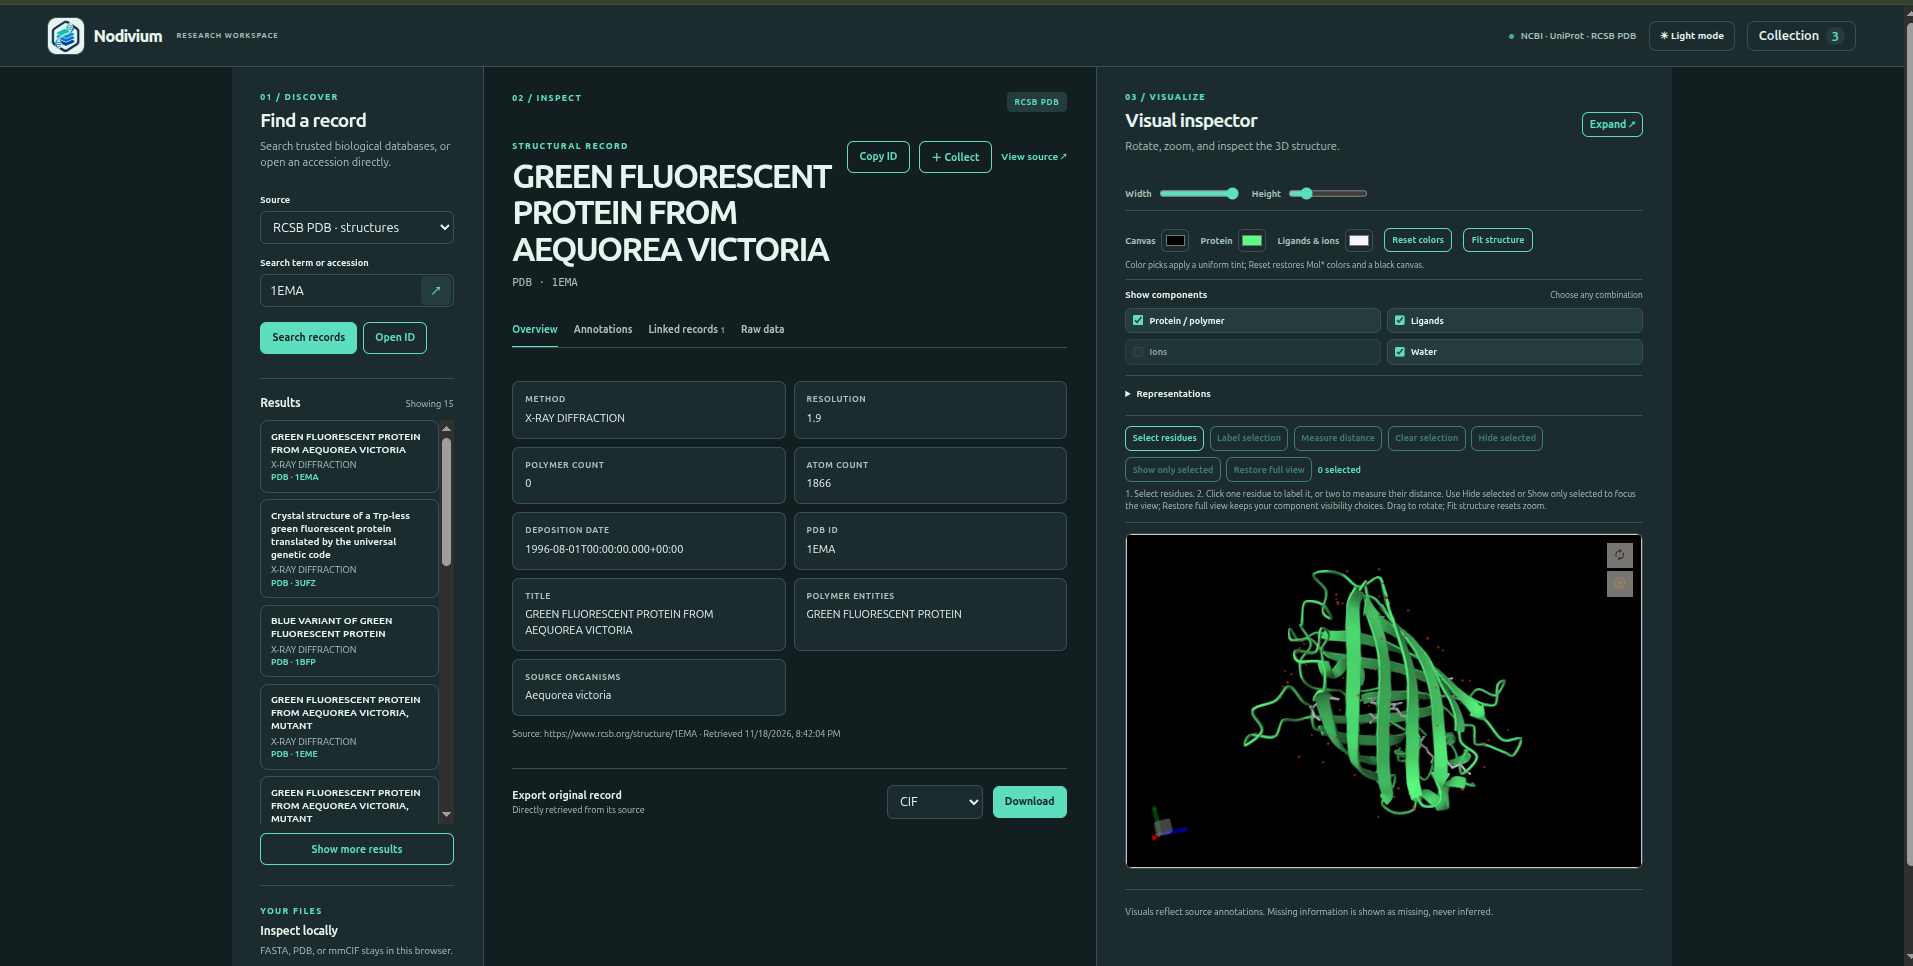 Nodivium
RESEARCH WORKSPACE
NCBI · UniProt · RCSB PDB
☀ Light mode
Collection 3
01 / DISCOVER
Find a record
Search trusted biological databases, or
open an accession directly.
Source
RCSB PDB · structures
Search term or accession
1EMA
↗
Search records
Open ID
Results
Showing 15
GREEN FLUORESCENT PROTEIN
FROM AEQUOREA VICTORIA
X-RAY DIFFRACTION
PDB · 1EMA
Crystal structure of a Trp-less
green fluorescent protein
translated by the universal
genetic code
X-RAY DIFFRACTION
PDB · 3UFZ
BLUE VARIANT OF GREEN
FLUORESCENT PROTEIN
X-RAY DIFFRACTION
PDB · 1BFP
GREEN FLUORESCENT PROTEIN
FROM AEQUOREA VICTORIA,
MUTANT
X-RAY DIFFRACTION
PDB · 1EME
GREEN FLUORESCENT PROTEIN
FROM AEQUOREA VICTORIA,
MUTANT
Show more results
YOUR FILES
Inspect locally
FASTA, PDB, or mmCIF stays in this browser.
02 / INSPECT
RCSB PDB
STRUCTURAL RECORD
GREEN FLUORESCENT
PROTEIN FROM
AEQUOREA VICTORIA
PDB · 1EMA
Copy ID
+ Collect
View source ↗
Overview
Annotations
Linked records 1
Raw data
METHOD
X-RAY DIFFRACTION
RESOLUTION
1.9
POLYMER COUNT
0
ATOM COUNT
1866
DEPOSITION DATE
1996-08-01T00:00:00.000+00:00
PDB ID
1EMA
TITLE
GREEN FLUORESCENT PROTEIN FROM
AEQUOREA VICTORIA
POLYMER ENTITIES
GREEN FLUORESCENT PROTEIN
SOURCE ORGANISMS
Aequorea victoria
Source: https://www.rcsb.org/structure/1EMA · Retrieved 11/18/2026, 8:42:04 PM
Export original record
Directly retrieved from its source
CIF
Download
03 / VISUALIZE
Visual inspector
Rotate, zoom, and inspect the 3D structure.
Expand ↗
Width
Height
Canvas
Protein
Ligands & ions
Reset colors
Fit structure
Color picks apply a uniform tint; Reset restores Mol* colors and a black canvas.
Show components
Choose any combination
Protein / polymer
Ligands
Ions
Water
▶ Representations
Select residues
Label selection
Measure distance
Clear selection
Hide selected
Show only selected
Restore full view
0 selected
1. Select residues. 2. Click one residue to label it, or two to measure their distance. Use Hide selected or Show only selected to focus
the view; Restore full view keeps your component visibility choices. Drag to rotate; Fit structure resets zoom.
Visuals reflect source annotations. Missing information is shown as missing, never inferred.